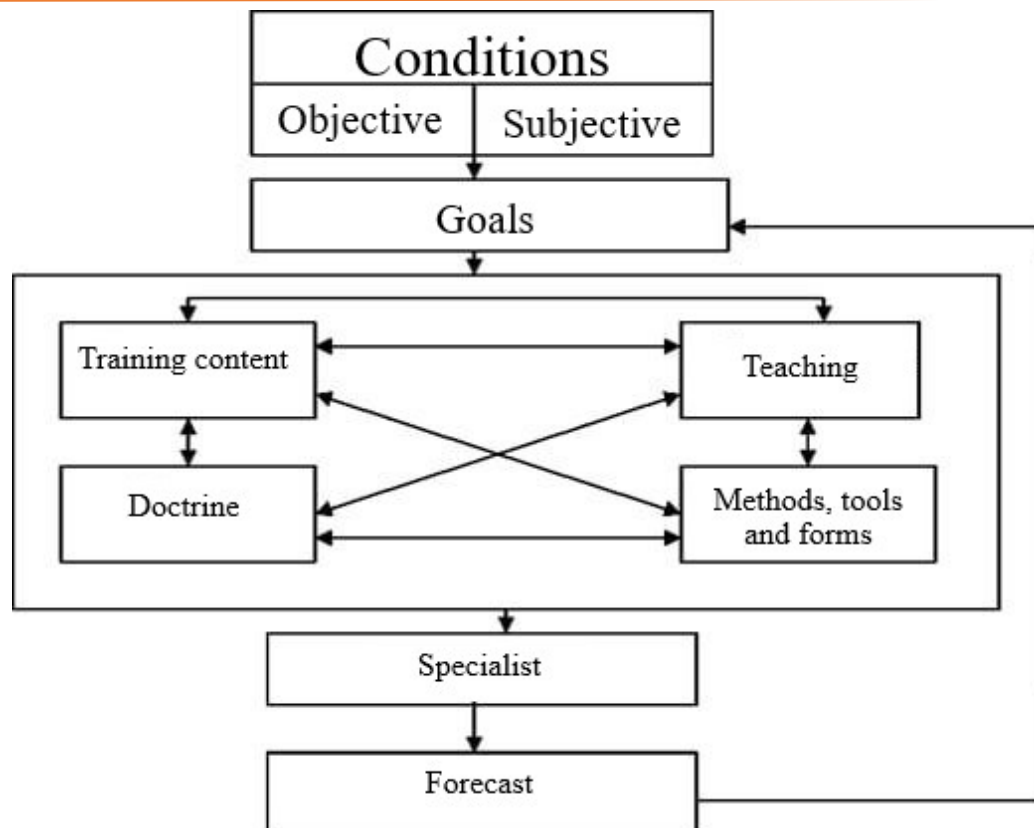 Conditions
Objective
Subjective
Goals
Training content
Teaching
Doctrine
Methods, tools
and forms
Specialist
Forecast